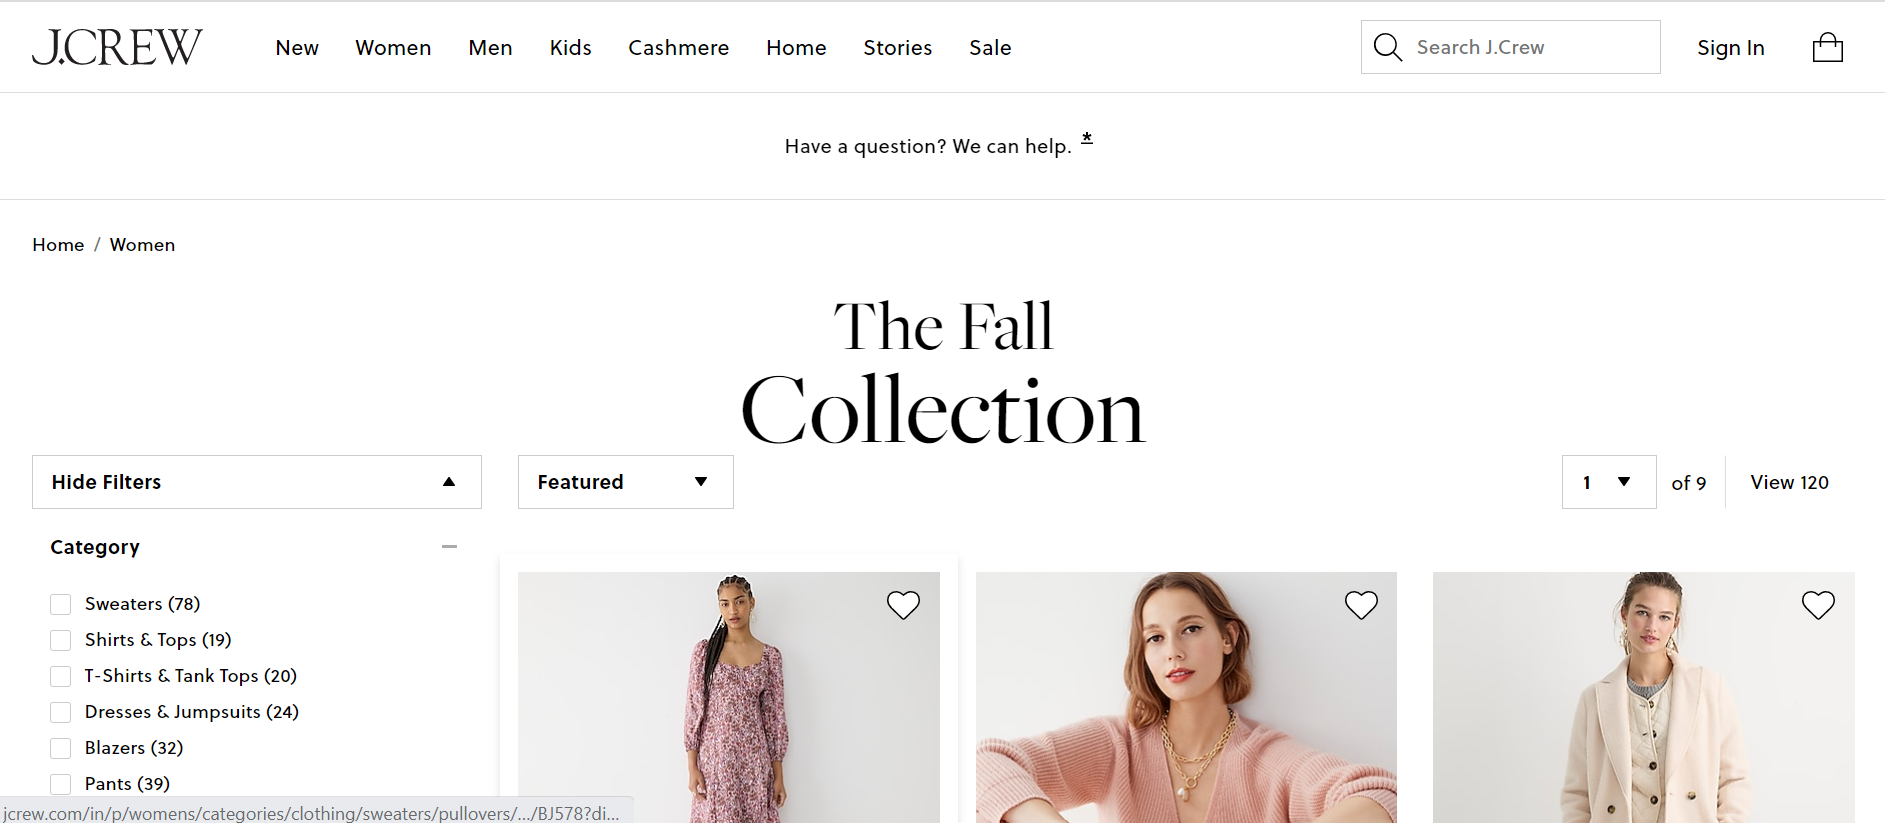 J.CREW New Women Men Kids Cashmere Home Stories Sale Search J.Crew Sign In
Have a question? We can help. *
Home / Women
The Fall
Collection
Hide Filters Featured 1 of 9 View 120
Category
Sweaters (78)
Shirts & Tops (19)
T-Shirts & Tank Tops (20)
Dresses & Jumpsuits (24)
Blazers (32)
Pants (39)
jcrew.com/in/p/womens/categories/clothing/sweaters/pullovers/.../BJ578?di...